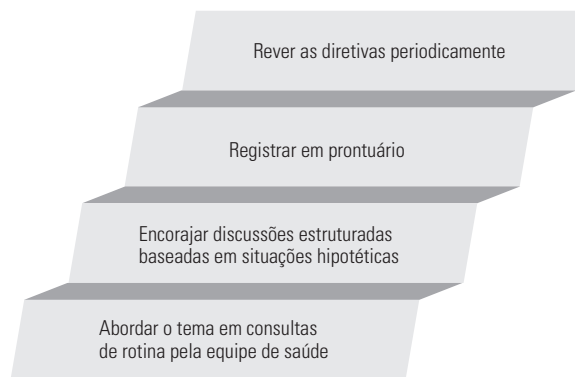 Rever as diretivas periodicamente
Registrar em prontuário
Encorajar discussões estruturadas
baseadas em situações hipotéticas
Abordar o tema em consultas
de rotina pela equipe de saúde